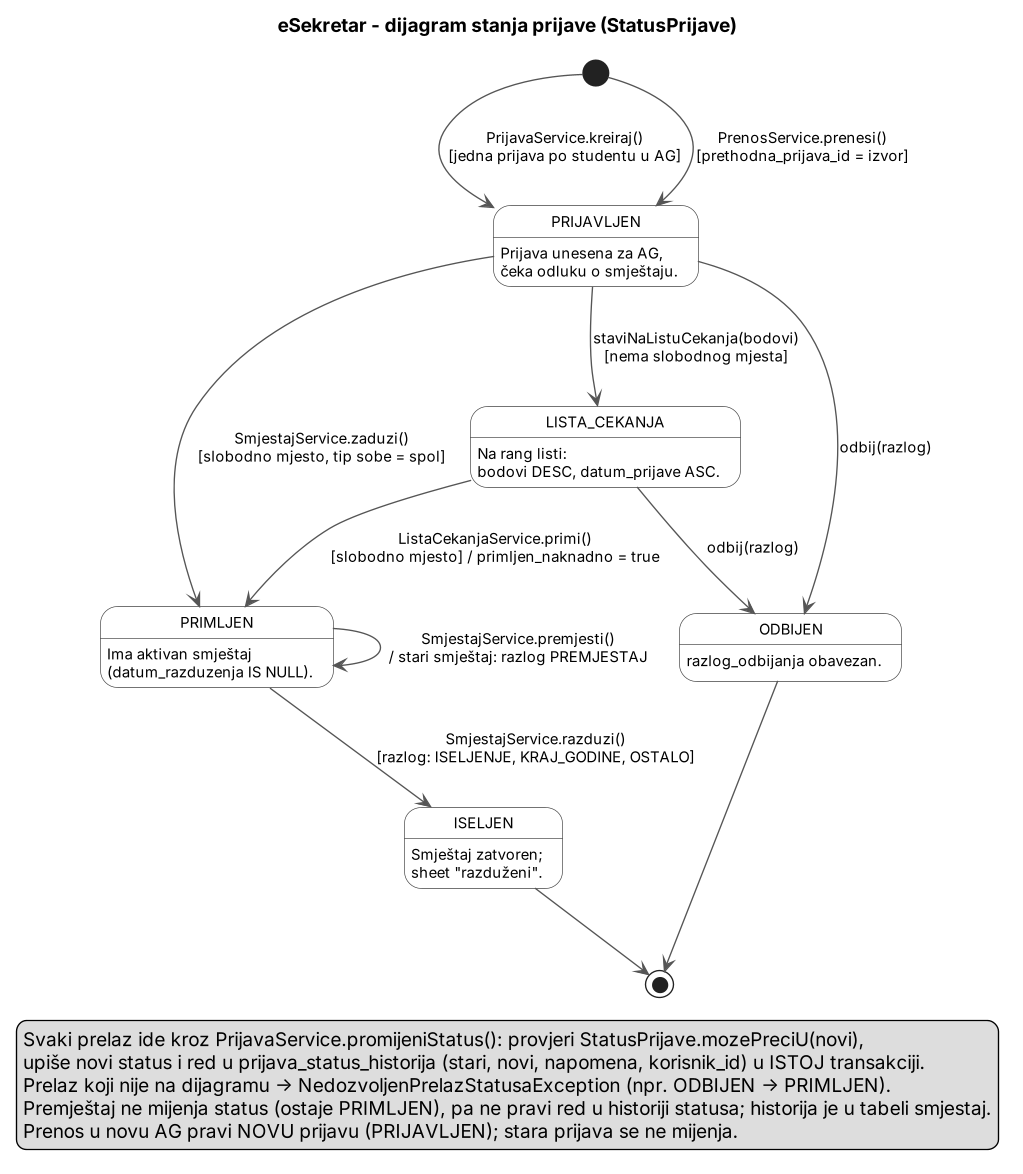 eSekretar - dijagram stanja prijave (StatusPrijave)
PrijavaService.kreiraj()
[jedna prijava po studentu u AG]
PrenosService.prenesi()
[prethodna_prijava_id = izvor]
PRIJAVLJEN
Prijava unesena za AG,
čeka odluku o smještaju.
staviNaListuCekanja(bodovi)
[nema slobodnog mjesta]
SmjestajService.zaduzi()
[slobodno mjesto, tip sobe = spol]
LISTA_CEKANJA
Na rang listi:
bodovi DESC, datum_prijave ASC.
odbij(razlog)
ListaCekanjaService.primi()
[slobodno mjesto] / primljen_naknadno = true
odbij(razlog)
PRIMLJEN
Ima aktivan smještaj
(datum_razduzenja IS NULL).
SmjestajService.premjesti()
/ stari smještaj: razlog PREMJESTAJ
ODBIJEN
razlog_odbijanja obavezan.
SmjestajService.razduzi()
[razlog: ISELJENJE, KRAJ_GODINE, OSTALO]
ISELJEN
Smještaj zatvoren;
sheet "razduženi".
Svaki prelaz ide kroz PrijavaService.promijeniStatus(): provjeri StatusPrijave.mozePreciU(novi),
upiše novi status i red u prijava_status_historija (stari, novi, napomena, korisnik_id) u ISTOJ transakciji.
Prelaz koji nije na dijagramu → NedozvoljenPrelazStatusaException (npr. ODBIJEN → PRIMLJEN).
Premještaj ne mijenja status (ostaje PRIMLJEN), pa ne pravi red u historiji statusa; historija je u tabeli smjestaj.
Prenos u novu AG pravi NOVU prijavu (PRIJAVLJEN); stara prijava se ne mijenja.